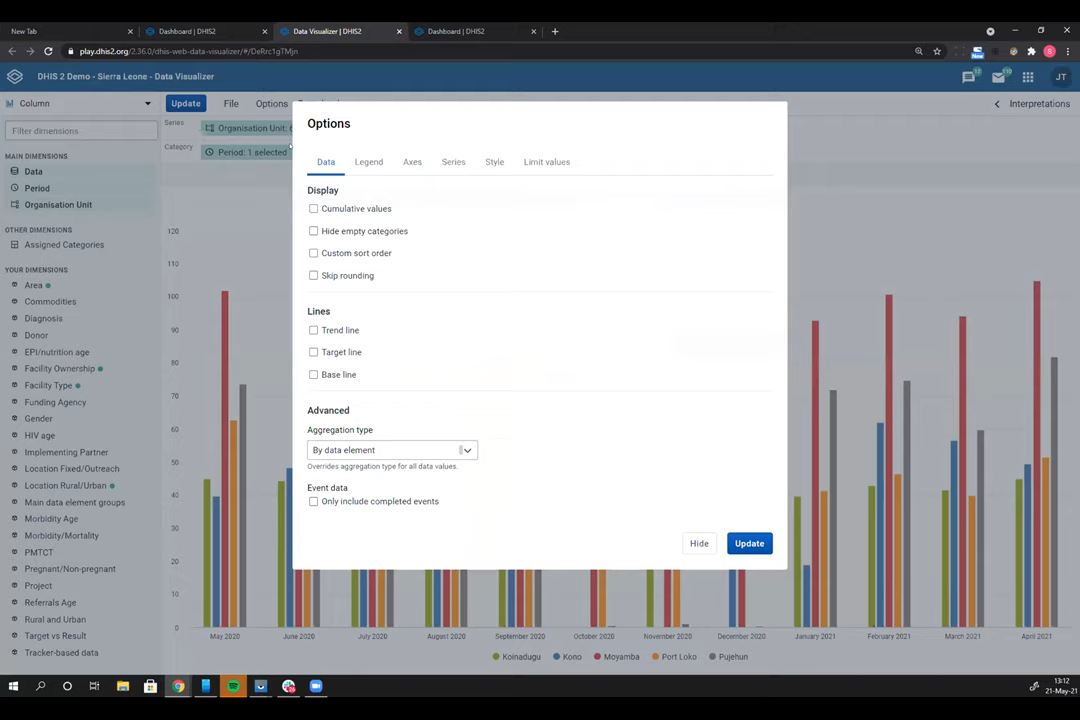 New Tab
Dashboard | DHIS2
Data Visualizer | DHIS2
Dashboard | DHIS2
play.dhis2.org/2.36.0/dhis-web-data-visualizer/#/DeRrc1gTMjn
New
S
DHIS 2 Demo - Sierra Leone - Data Visualizer
JT
Column
Update
File
Options
Interpretations
Filter dimensions
Series
Organisation Unit:
Category
Period: 1 selected
MAIN DIMENSIONS
Data
Period
Organisation Unit
OTHER DIMENSIONS
Assigned Categories
YOUR DIMENSIONS
Area
Commodities
Diagnosis
Donor
EPI/nutrition age
Facility Ownership
Facility Type
Funding Agency
Gender
HIV age
Implementing Partner
Location Fixed/Outreach
Location Rural/Urban
Main data element groups
Morbidity Age
Morbidity/Mortality
PMTCT
Pregnant/Non-pregnant
Project
Referrals Age
Rural and Urban
Target vs Result
Tracker-based data
Options
Data
Legend
Axes
Series
Style
Limit values
Display
Cumulative values
Hide empty categories
Custom sort order
Skip rounding
Lines
Trend line
Target line
Base line
Advanced
Aggregation type
By data element
Overrides aggregation type for all data values.
Event data
Only include completed events
Hide
Update
120
110
100
90
80
70
60
50
40
30
20
10
0
May 2020
June 2020
July 2020
August 2020
September 2020
October 2020
November 2020
December 2020
January 2021
February 2021
March 2021
April 2021
Koinadugu
Kono
Moyamba
Port Loko
Pujehun
13:12
21-May-21